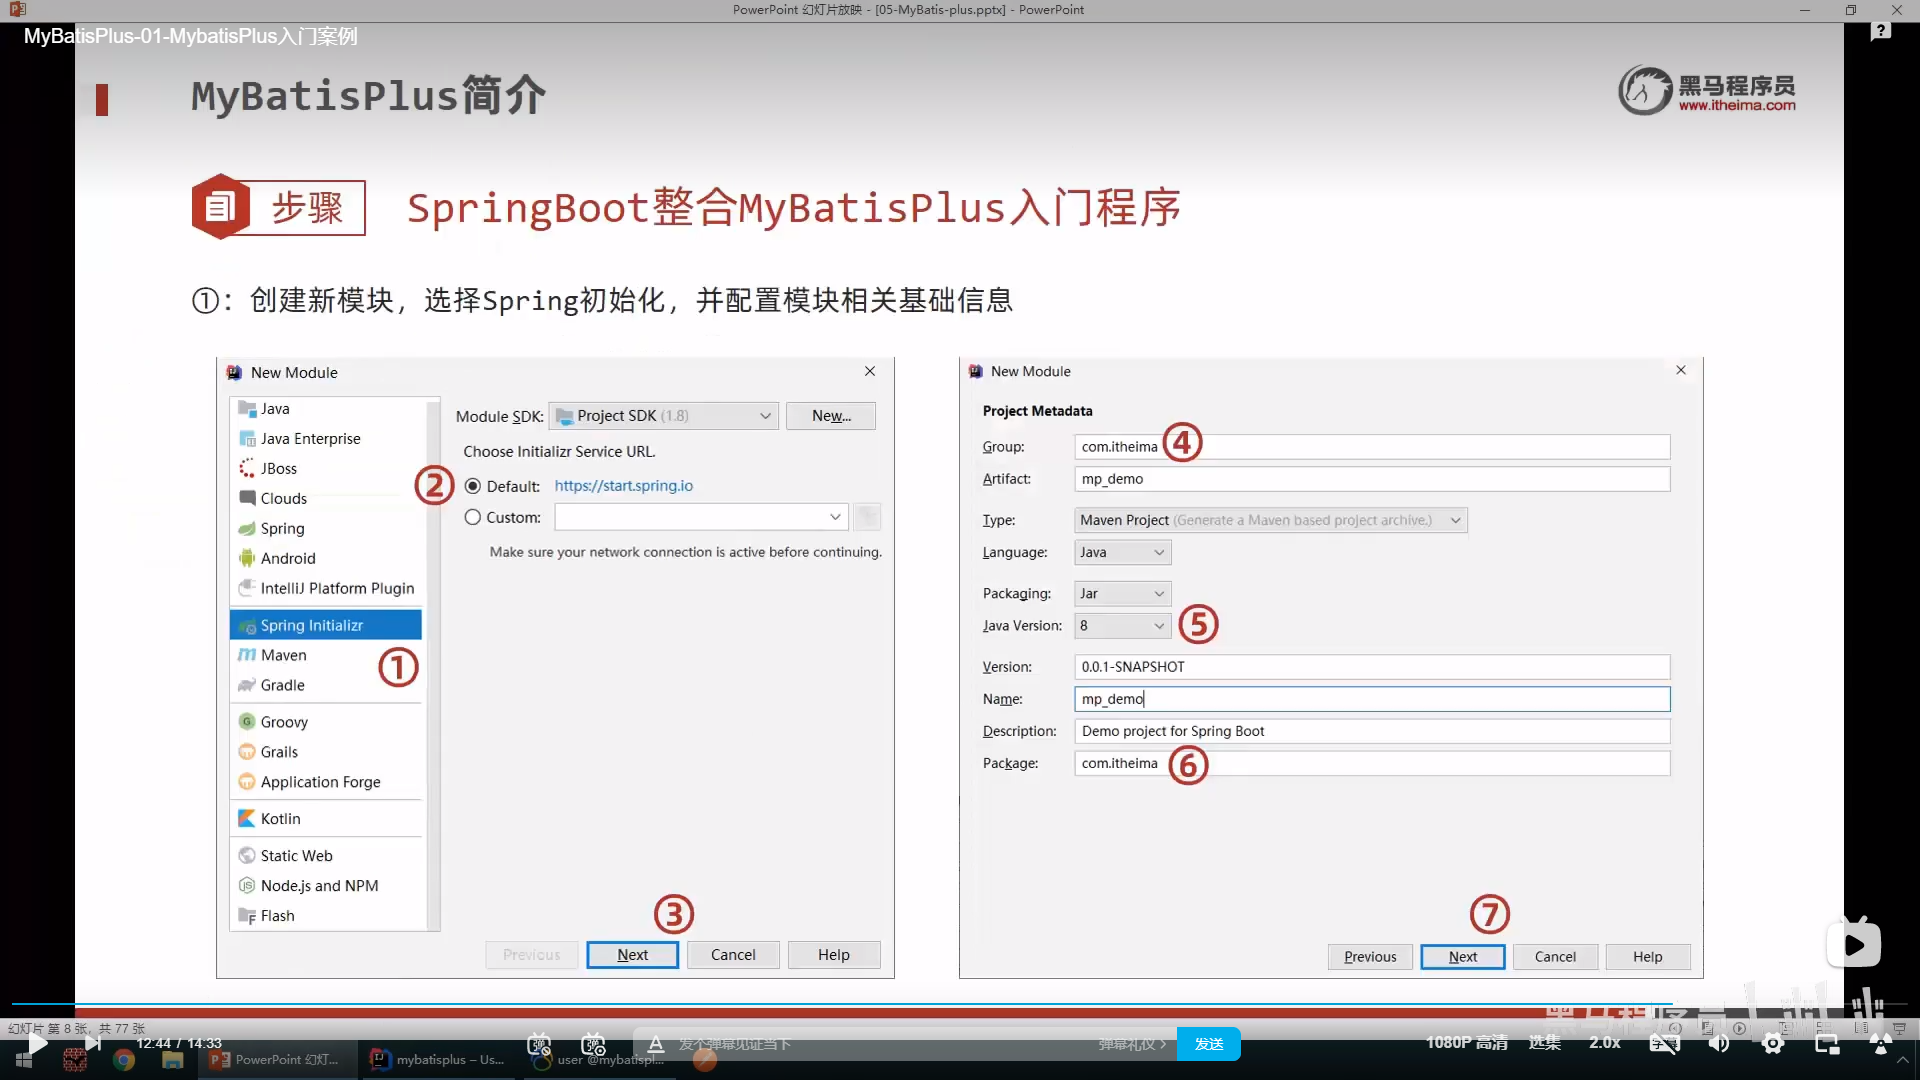 PowerPoint 幻灯片放映 - [05-MyBatis-plus.pptx] - PowerPoint
MyBatisPlus-01-MybatisPlus入门案例
MyBatisPlus简介
黑马程序员
www.itheima.com
步骤
SpringBoot整合MyBatisPlus入门程序
①：创建新模块，选择Spring初始化，并配置模块相关基础信息
New Module
Java
Java Enterprise
JBoss
Clouds
Spring
Android
IntelliJ Platform Plugin
Spring Initializr
①
Maven
Gradle
Groovy
Grails
Application Forge
Kotlin
Static Web
Node.js and NPM
Flash
Module SDK: Project SDK (1.8) New...
Choose Initializr Service URL.
② Default: https://start.spring.io
Custom:
Make sure your network connection is active before continuing.
③
Previous Next Cancel Help
New Module
Project Metadata
Group: com.itheima ④
Artifact: mp_demo
Type: Maven Project (Generate a Maven based project archive.)
Language: Java
Packaging: Jar
Java Version: 8 ⑤
Version: 0.0.1-SNAPSHOT
Name: mp_demo
Description: Demo project for Spring Boot
Package: com.itheima ⑥
⑦
Previous Next Cancel Help
幻灯片 第 8 张，共 77 张
12:44 / 14:33
发个弹幕见证当下
弹幕礼仪 >
发送
1080P 高清
选集
2.0x
PowerPoint 幻灯...
mybatisplus – Us...
user @mybatispl...